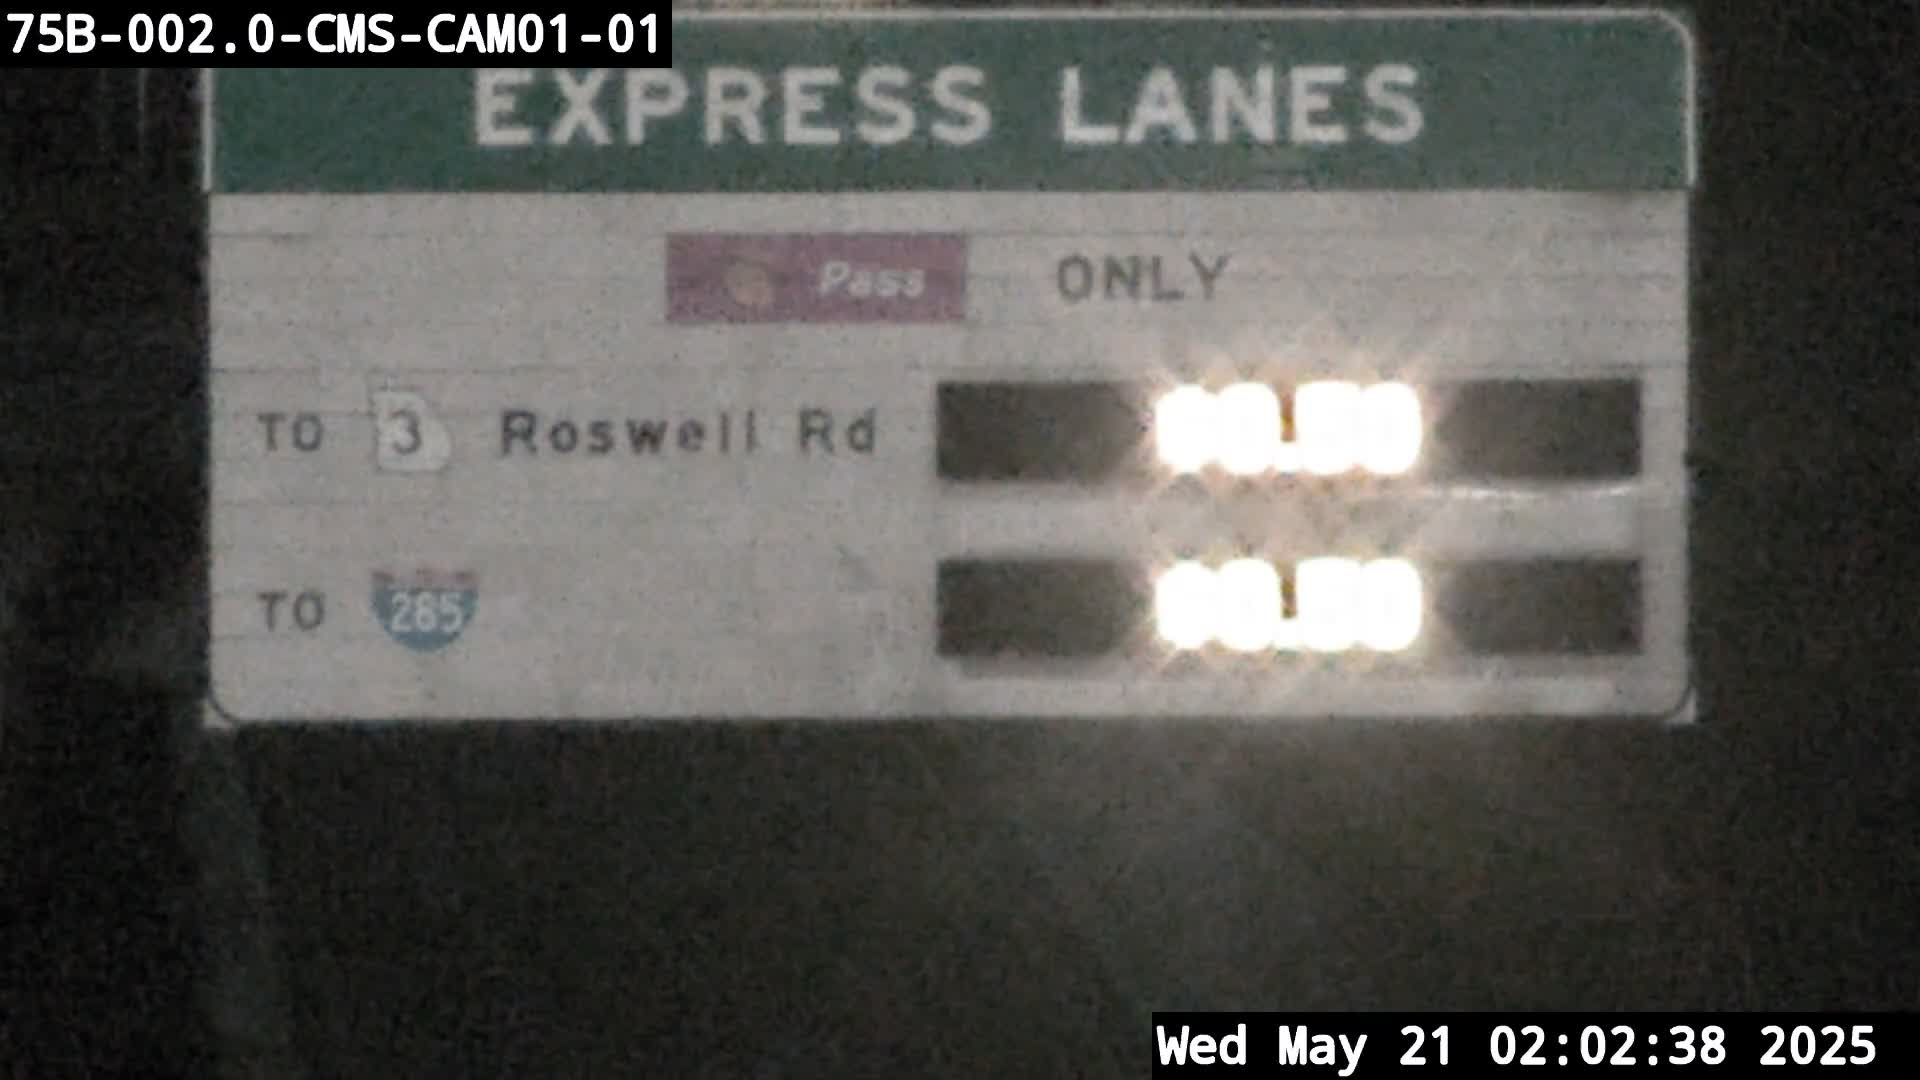 75B-002.0-CMS-CAM01-01
EXPRESS LANES
Pass ONLY
TO 3 Roswell Rd
TO 285
Wed May 21 02:02:38 2025